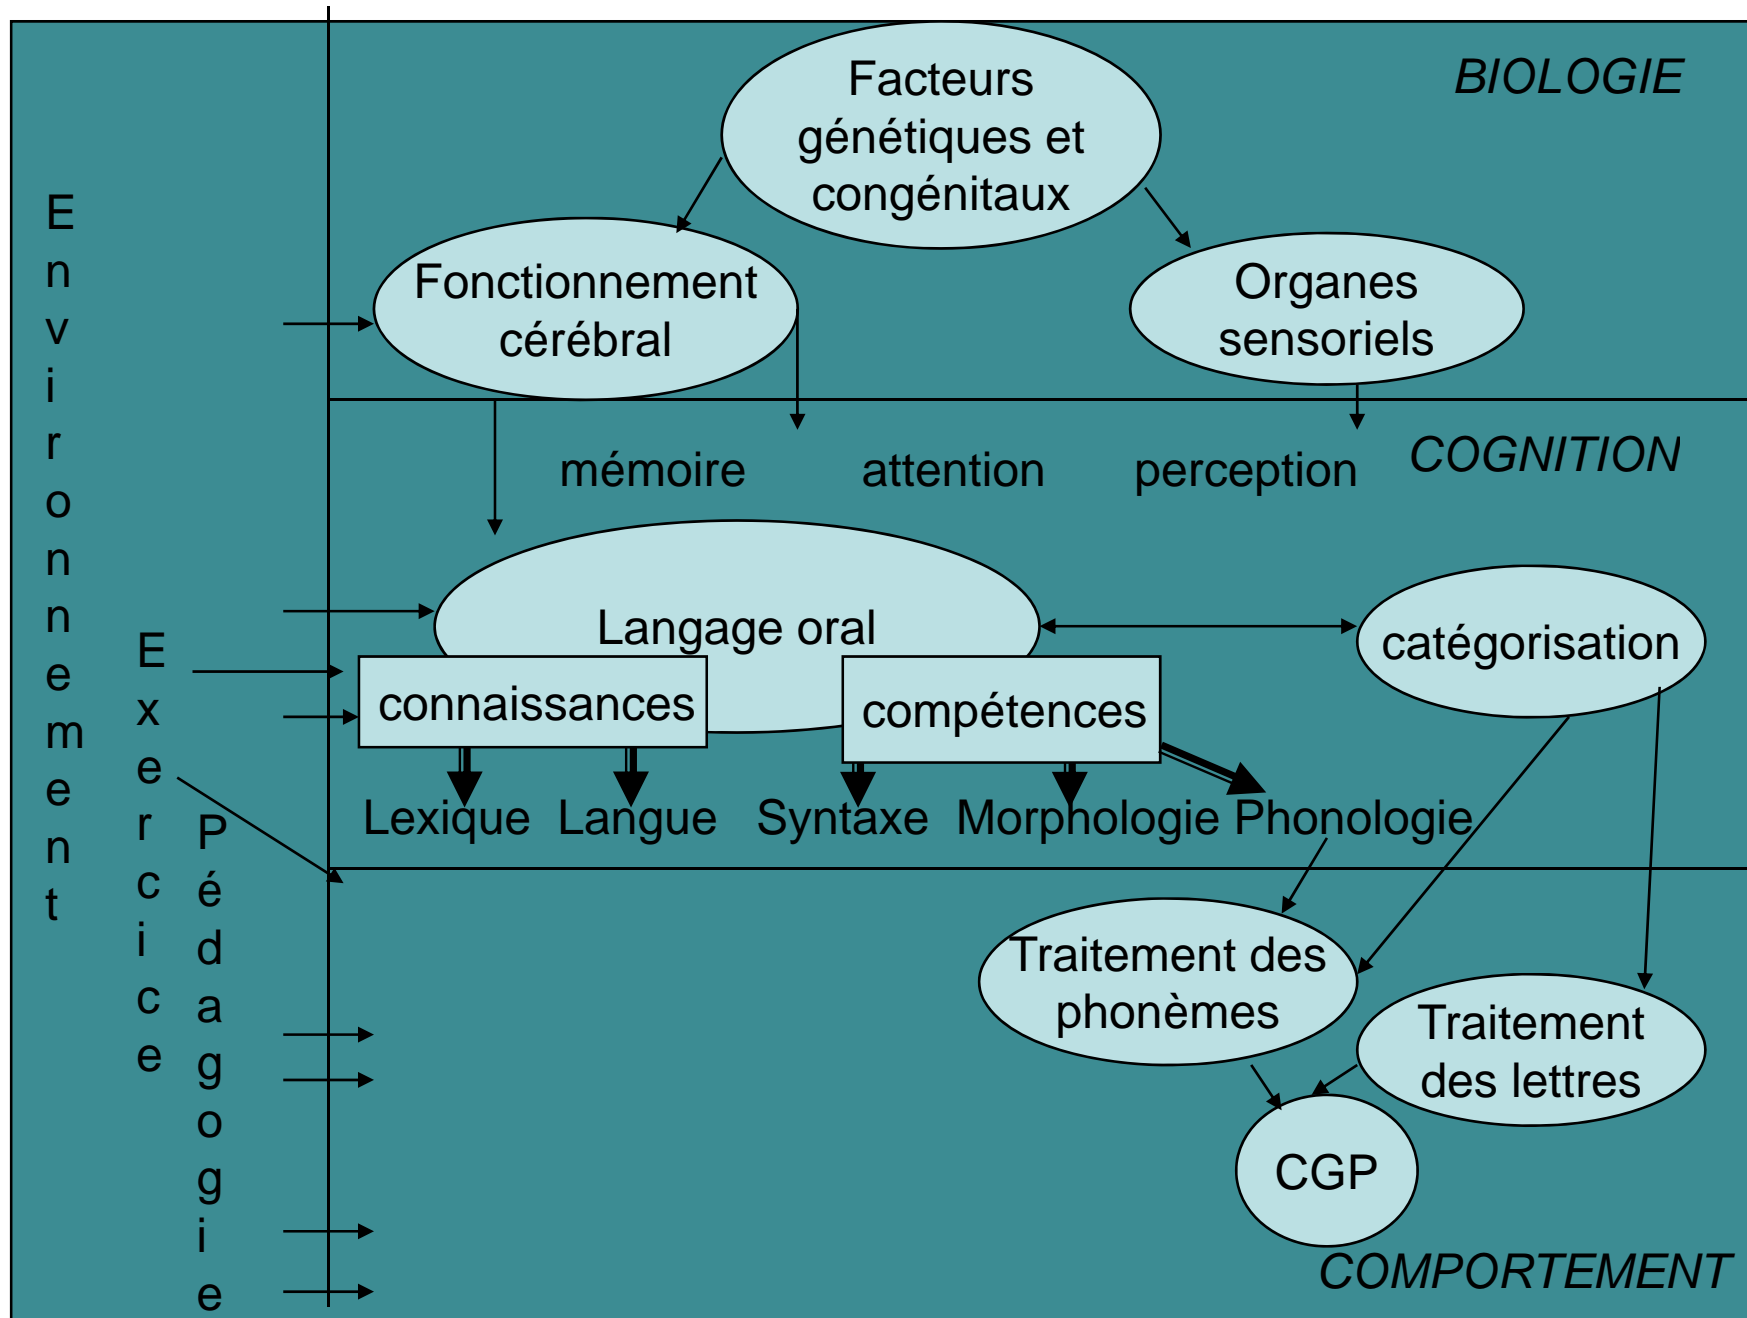 Environnement
Exercice
Pédagogie
BIOLOGIE
Facteurs
génétiques et
congénitaux
Fonctionnement
cérébral
Organes
sensoriels
COGNITION
mémoire
attention
perception
Langage oral
catégorisation
connaissances
compétences
Lexique
Langue
Syntaxe
Morphologie
Phonologie
Traitement des
phonèmes
Traitement
des lettres
CGP
COMPORTEMENT